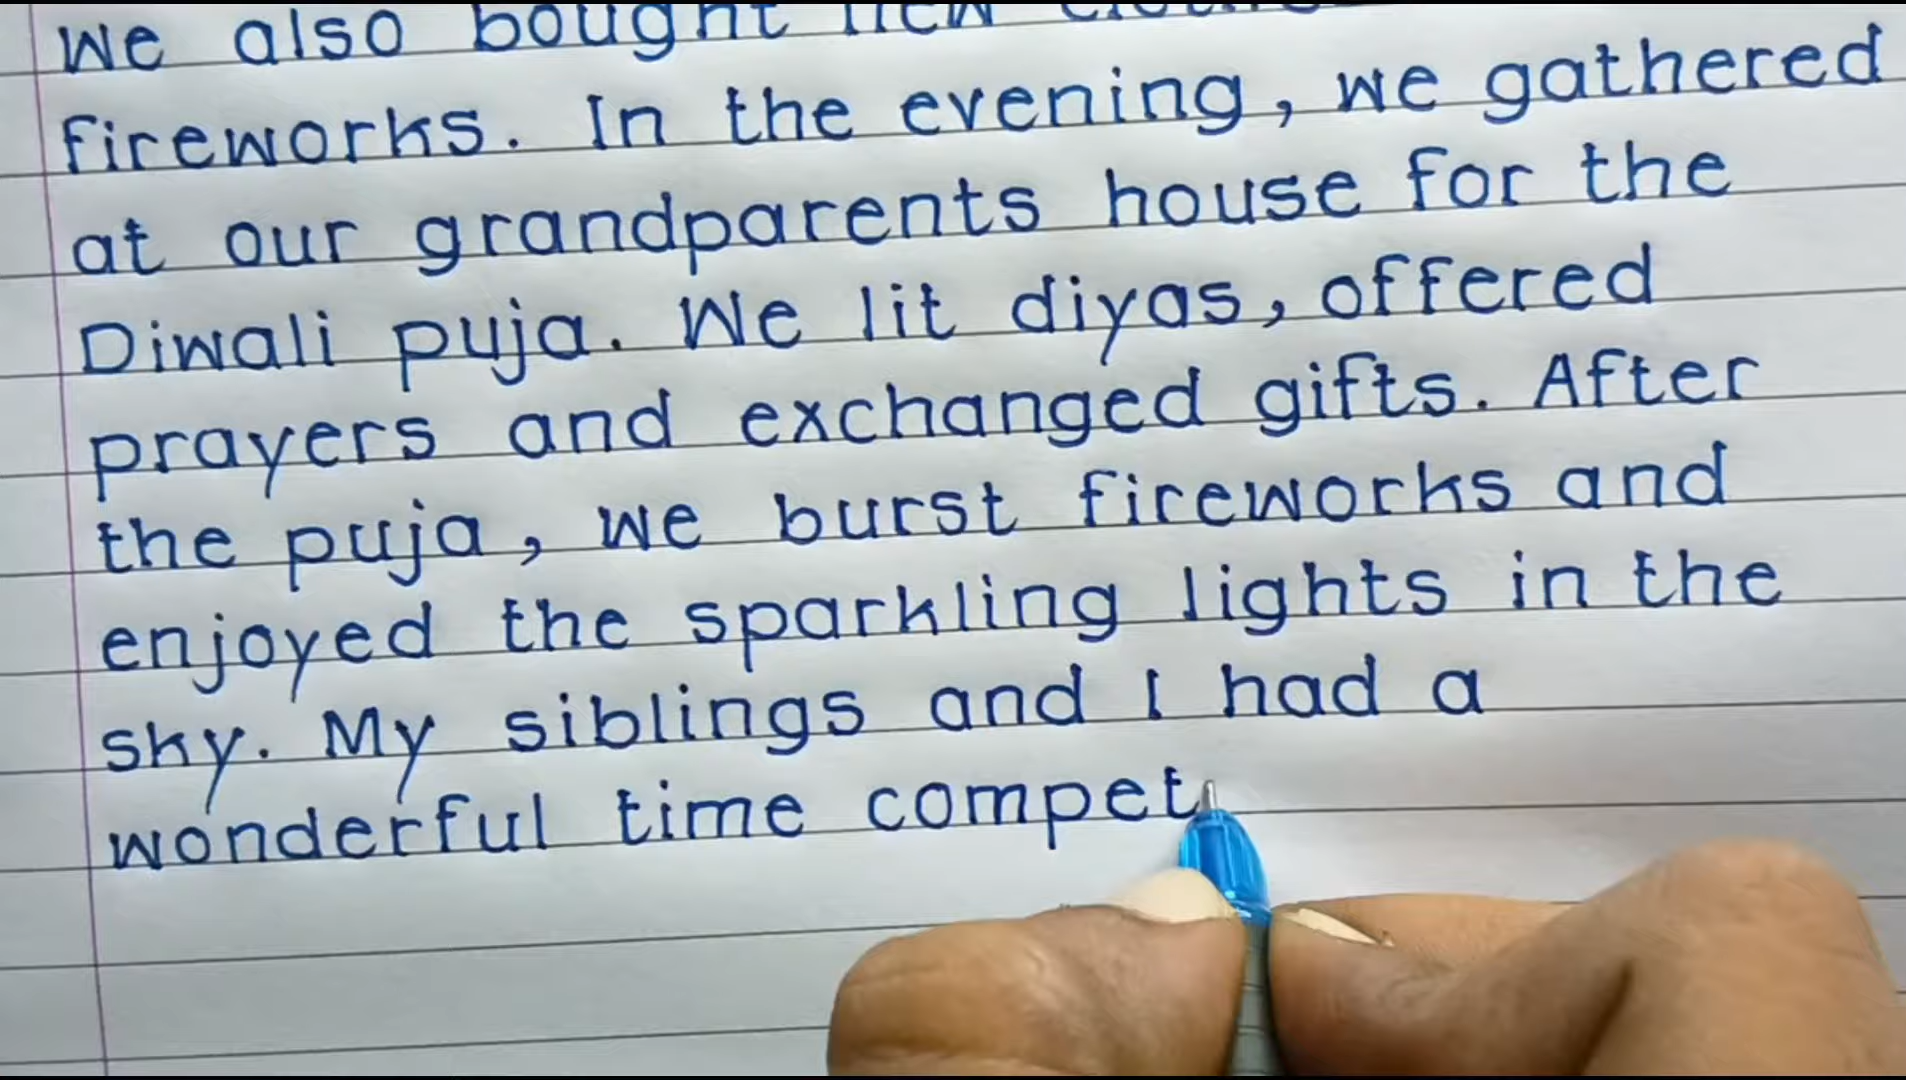 We also bought new clothes
fireworks. In the evening, we gathered
at our grandparents house for the
Diwali puja. We lit diyas, offered
prayers and exchanged gifts. After
the puja, we burst fireworks and
enjoyed the sparkling lights in the
sky. My siblings and I had a
wonderful time compet